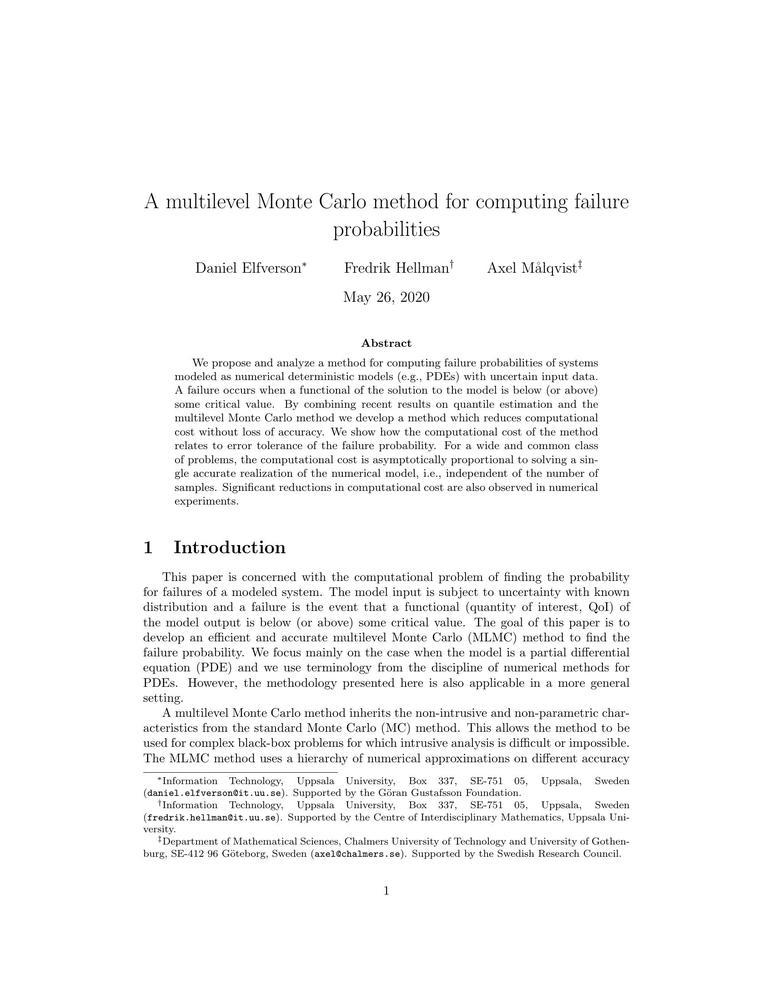 A multilevel Monte Carlo method for computing failure
probabilities
Daniel Elfverson* Fredrik Hellman† Axel Målqvist‡
May 26, 2020
Abstract
We propose and analyze a method for computing failure probabilities of systems
modeled as numerical deterministic models (e.g., PDEs) with uncertain input data.
A failure occurs when a functional of the solution to the model is below (or above)
some critical value. By combining recent results on quantile estimation and the
multilevel Monte Carlo method we develop a method which reduces computational
cost without loss of accuracy. We show how the computational cost of the method
relates to error tolerance of the failure probability. For a wide and common class
of problems, the computational cost is asymptotically proportional to solving a sin-
gle accurate realization of the numerical model, i.e., independent of the number of
samples. Significant reductions in computational cost are also observed in numerical
experiments.
1 Introduction
This paper is concerned with the computational problem of finding the probability
for failures of a modeled system. The model input is subject to uncertainty with known
distribution and a failure is the event that a functional (quantity of interest, QoI) of
the model output is below (or above) some critical value. The goal of this paper is to
develop an efficient and accurate multilevel Monte Carlo (MLMC) method to find the
failure probability. We focus mainly on the case when the model is a partial differential
equation (PDE) and we use terminology from the discipline of numerical methods for
PDEs. However, the methodology presented here is also applicable in a more general
setting.
A multilevel Monte Carlo method inherits the non-intrusive and non-parametric char-
acteristics from the standard Monte Carlo (MC) method. This allows the method to be
used for complex black-box problems for which intrusive analysis is difficult or impossible.
The MLMC method uses a hierarchy of numerical approximations on different accuracy
*Information Technology, Uppsala University, Box 337, SE-751 05, Uppsala, Sweden
(daniel.elfverson@it.uu.se). Supported by the Göran Gustafsson Foundation.
†Information Technology, Uppsala University, Box 337, SE-751 05, Uppsala, Sweden
(fredrik.hellman@it.uu.se). Supported by the Centre of Interdisciplinary Mathematics, Uppsala Uni-
versity.
‡Department of Mathematical Sciences, Chalmers University of Technology and University of Gothen-
burg, SE-412 96 Göteborg, Sweden (axel@chalmers.se). Supported by the Swedish Research Council.
1